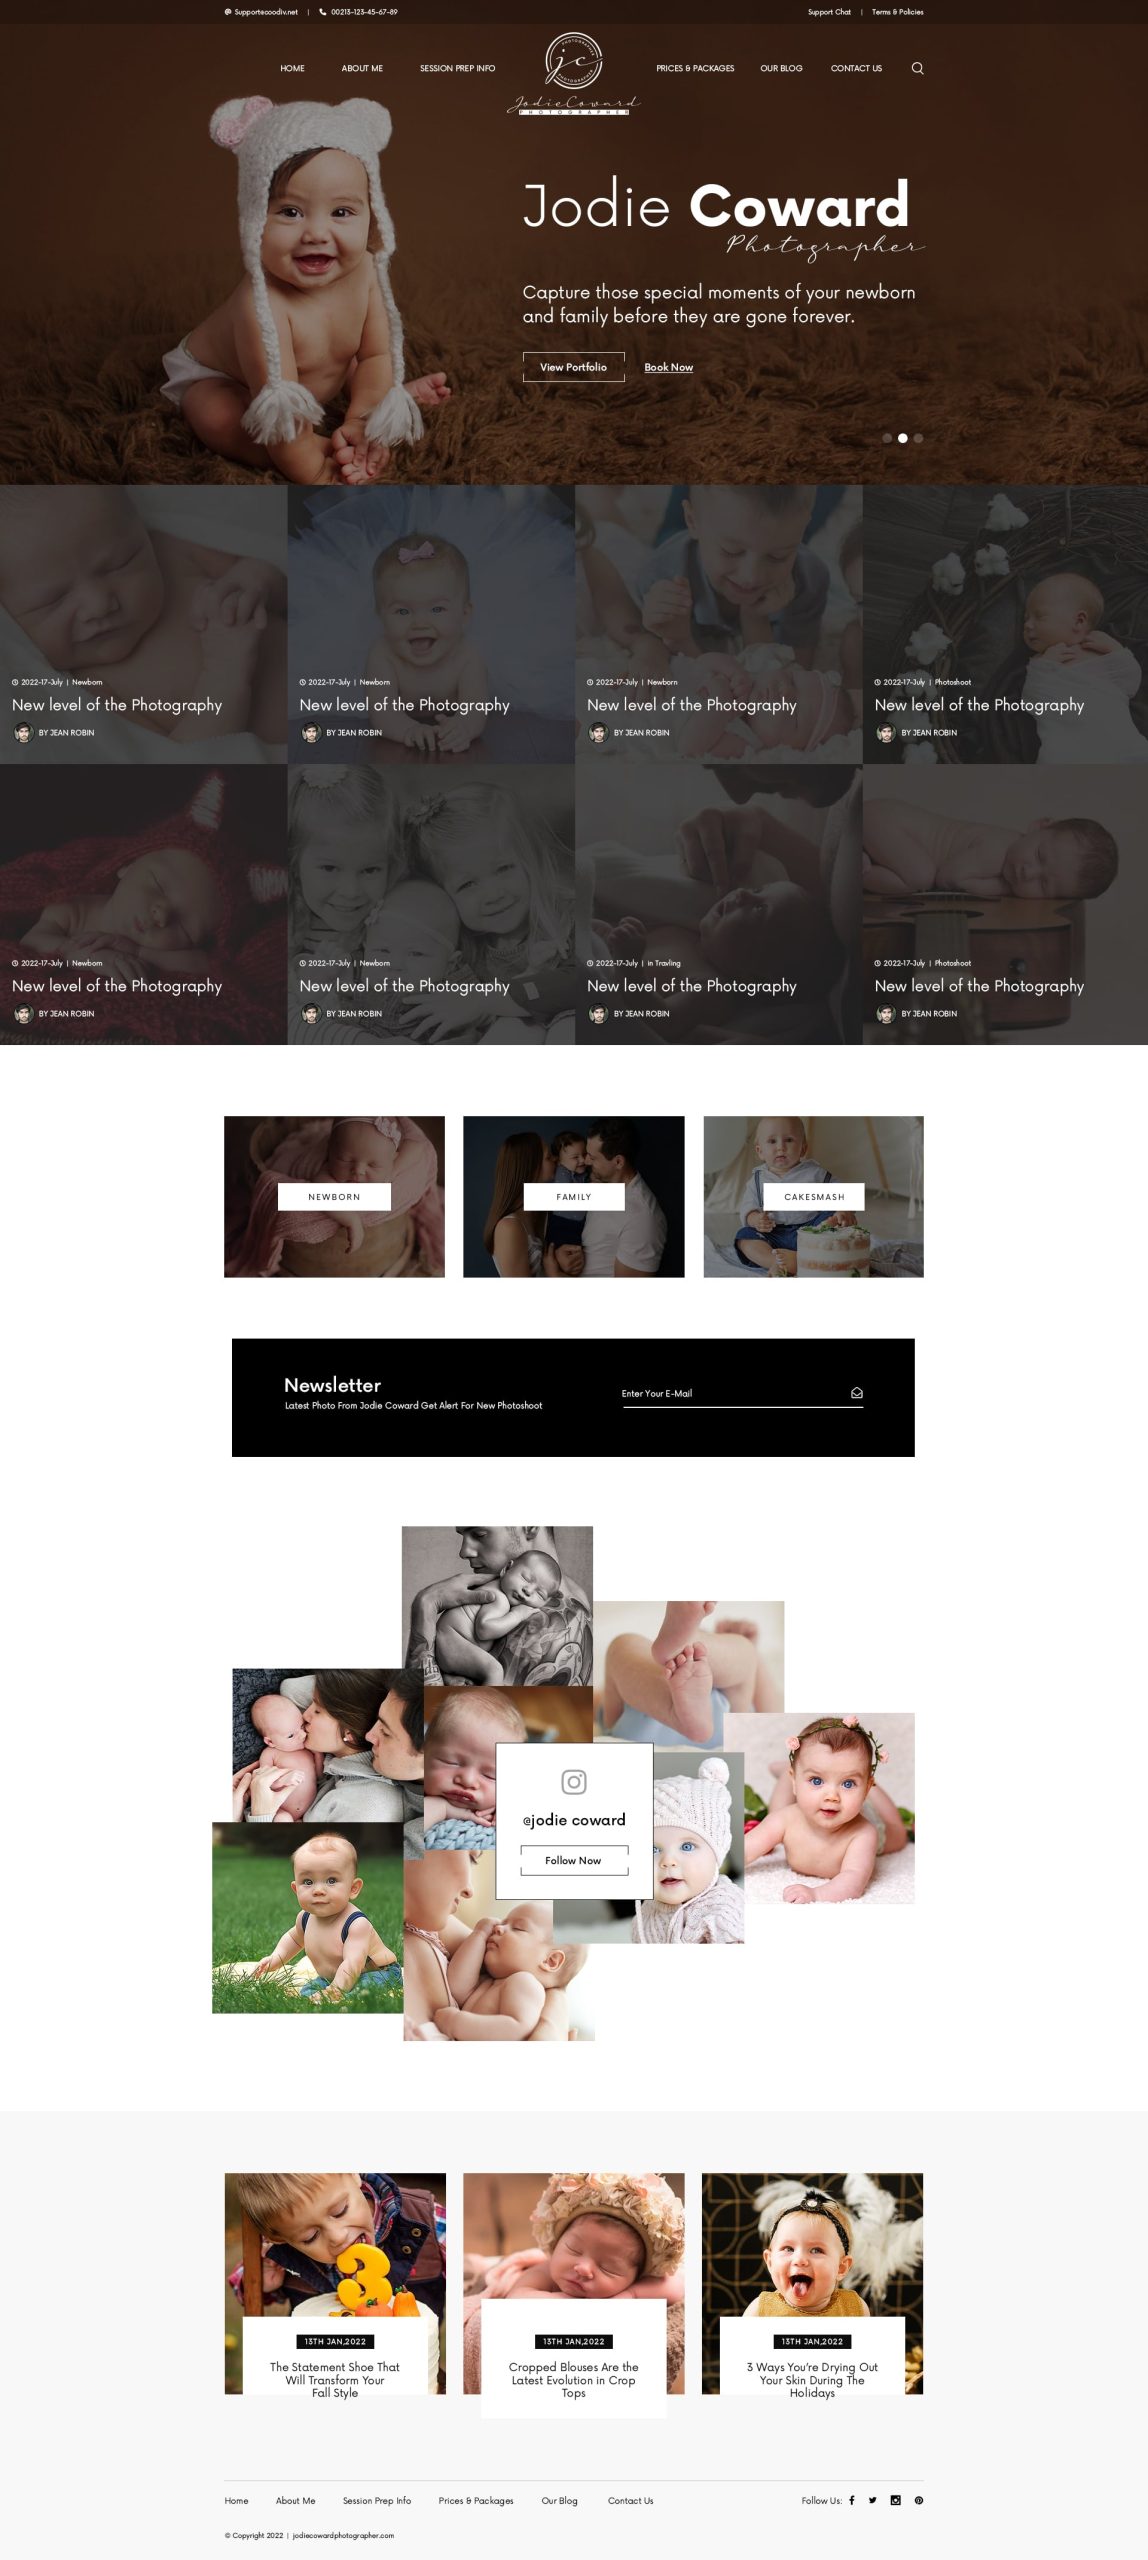 Supportecoodiv.net | 00213-123-45-67-89
Support Chat | Terms & Policies
HOME
ABOUT ME
SESSION PREP INFO
PHOTOGRAPHER
jc
PHOTOGRAPHER
JodieCoward
PHOTOGRAPHER
PRICES & PACKAGES
OUR BLOG
CONTACT US
Jodie Coward
Photographer
Capture those special moments of your newborn
and family before they are gone forever.
View Portfolio
Book Now
2022-17-July | Newborn
New level of the Photography
BY JEAN ROBIN
2022-17-July | Newborn
New level of the Photography
BY JEAN ROBIN
2022-17-July | Newborn
New level of the Photography
BY JEAN ROBIN
2022-17-July | Photoshoot
New level of the Photography
BY JEAN ROBIN
2022-17-July | Newborn
New level of the Photography
BY JEAN ROBIN
2022-17-July | Newborn
New level of the Photography
BY JEAN ROBIN
2022-17-July | in Travling
New level of the Photography
BY JEAN ROBIN
2022-17-July | Photoshoot
New level of the Photography
BY JEAN ROBIN
NEWBORN
FAMILY
CAKESMASH
Newsletter
Latest Photo From Jodie Coward Get Alert For New Photoshoot
Enter Your E-Mail
@jodie coward
Follow Now
3
13TH JAN,2022
The Statement Shoe That
Will Transform Your
Fall Style
13TH JAN,2022
Cropped Blouses Are the
Latest Evolution in Crop
Tops
13TH JAN,2022
3 Ways You're Drying Out
Your Skin During The
Holidays
Home
About Me
Session Prep Info
Prices & Packages
Our Blog
Contact Us
Follow Us:
© Copyright 2022 | jodiecowardphotographer.com